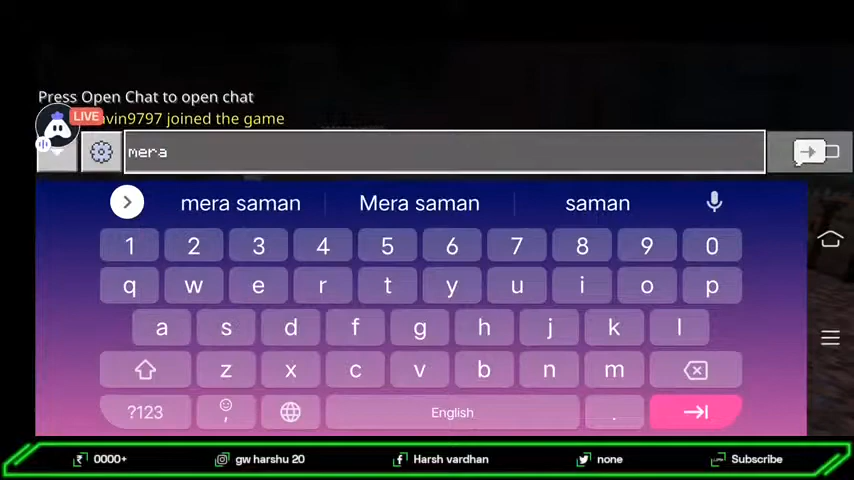 Press Open Chat to open chat
LIVE vin9797 joined the game
mera
mera saman Mera saman saman
1 2 3 4 5 6 7 8 9 0
q w e r t y u i o p
a s d f g h j k l
z x c v b n m
?123 , English .
₹ 0000+ gw harshu 20 Harsh vardhan none Subscribe